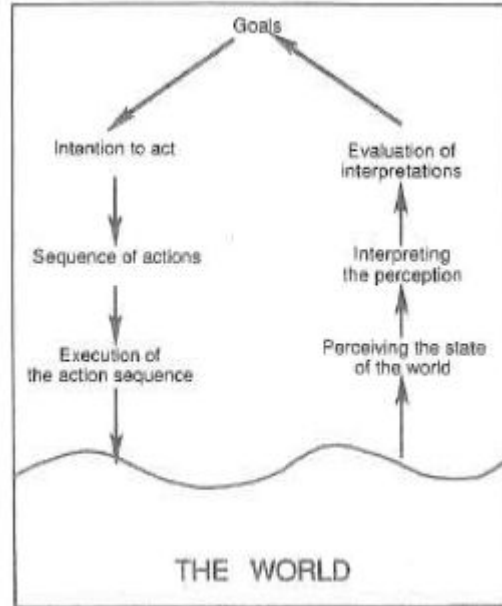 Goals
Intention to act
Sequence of actions
Execution of
the action sequence
Evaluation of
interpretations
Interpreting
the perception
Perceiving the state
of the world
THE WORLD